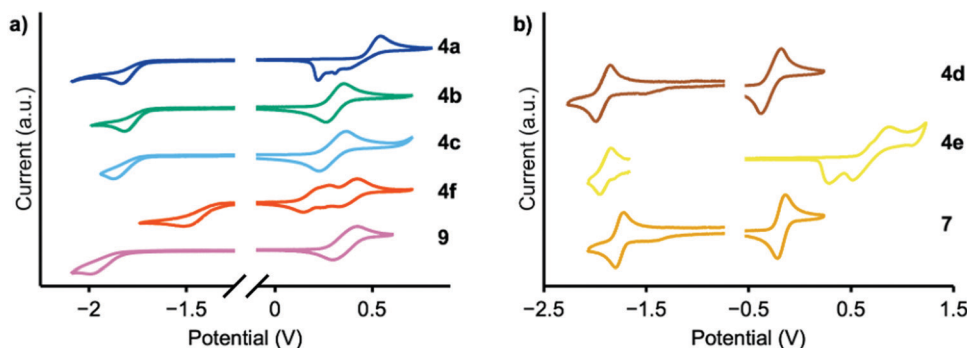 a)
4a
4b
4c
4f
9
Current (a.u.)
−2
−1.5
0
0.5
Potential (V)
b)
4d
4e
7
Current (a.u.)
−2.5
−1.5
−0.5
0.5
1.5
Potential (V)